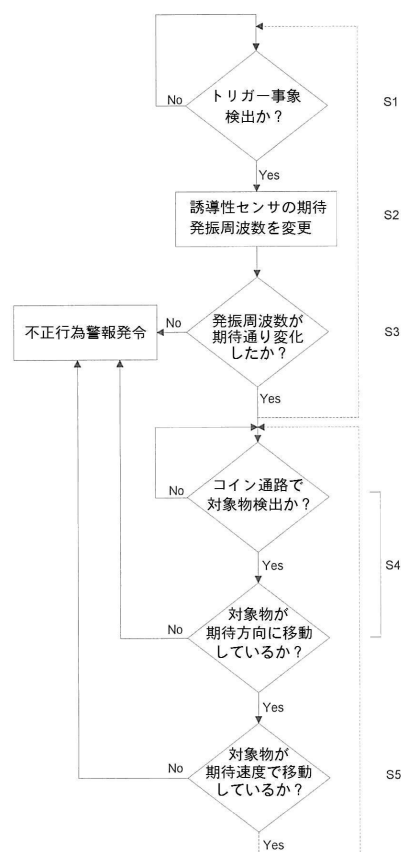 トリガー事象
検出か？
No
S1
Yes
誘導性センサの期待
発振周波数を変更
S2
発振周波数が
期待通り変化
したか？
No
不正行為警報発令
S3
Yes
コイン通路で
対象物検出か？
No
S4
Yes
対象物が
期待方向に移動
しているか？
No
Yes
対象物が
期待速度で移動
しているか？
No
S5
Yes